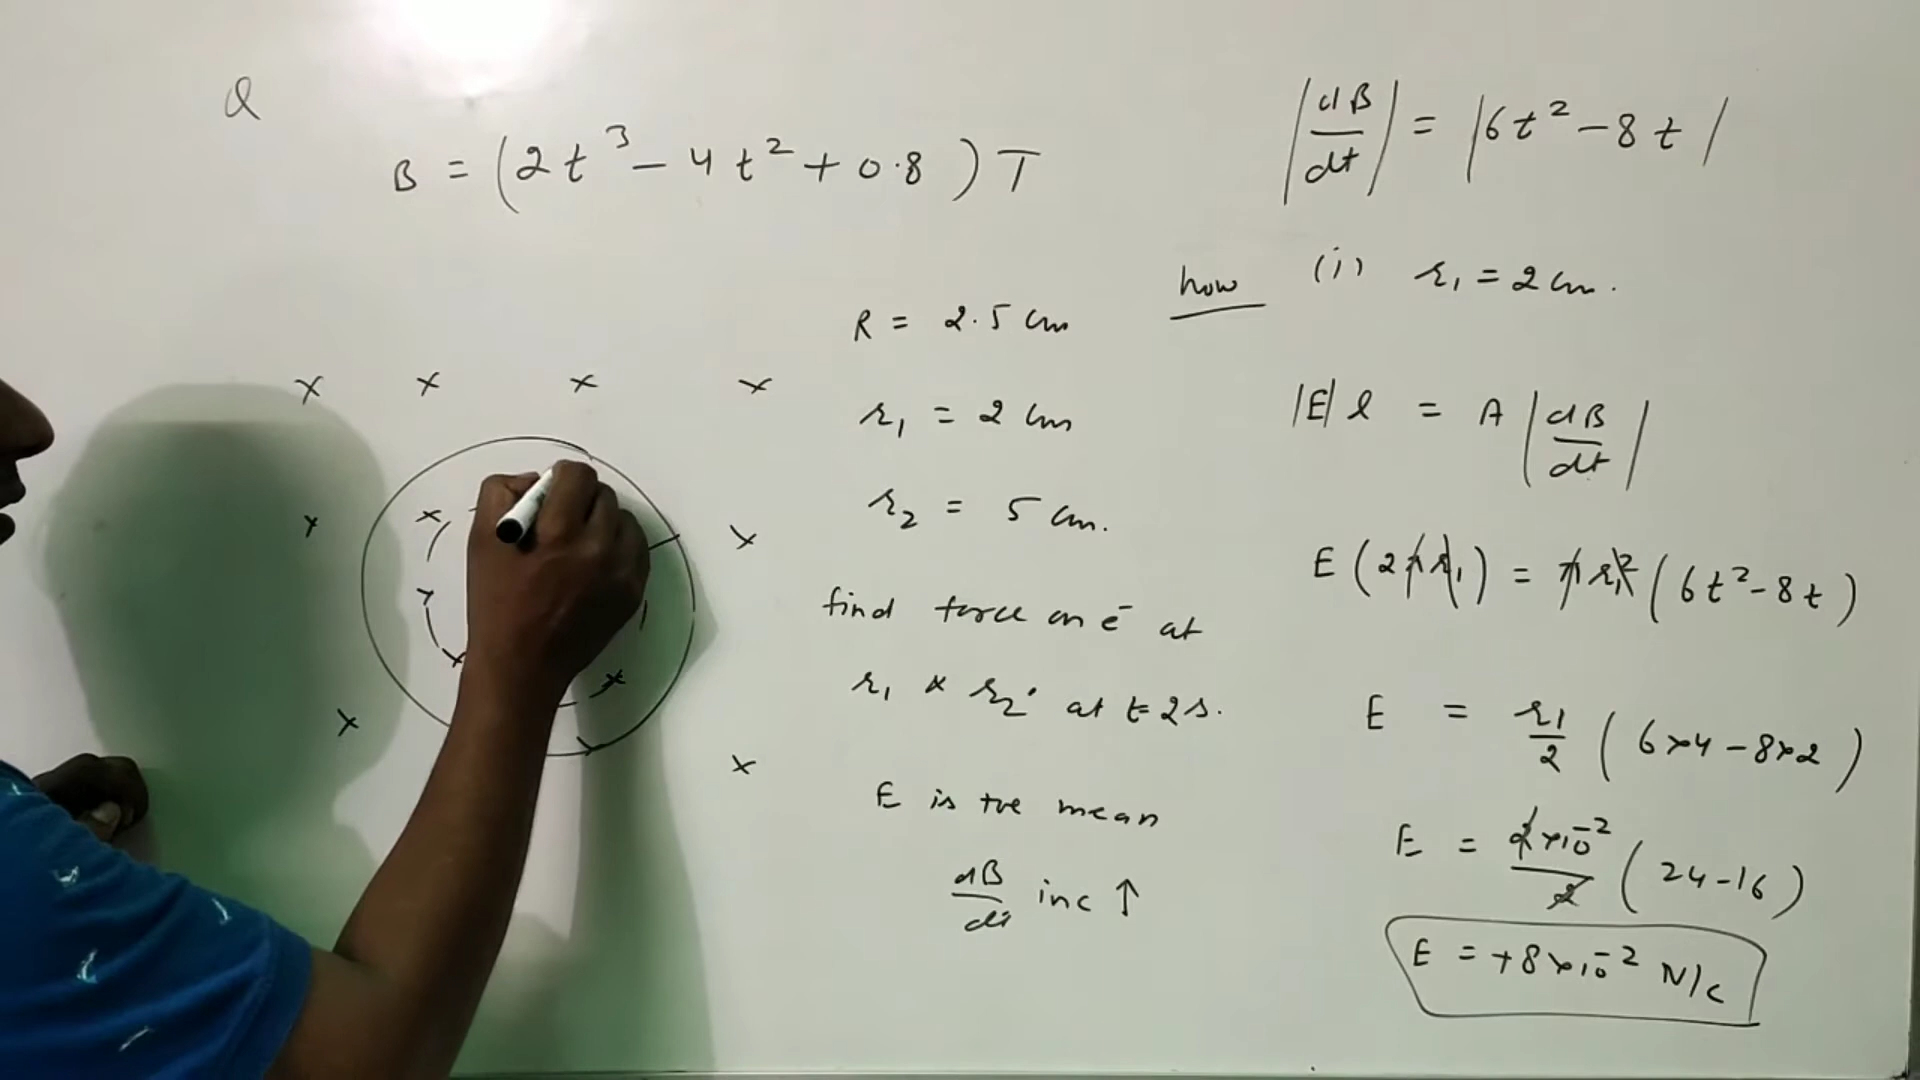 Q
B = (2t³ - 4t² + 0.8) T
R = 2.5 cm
r₁ = 2 cm
r₂ = 5 cm.
find force on e⁻ at
r₁ & r₂. at t=2s.
E is +ve mean
dB/dt inc ↑
|dB/dt| = |6t² - 8t|
how (i) r₁ = 2 cm.
|E| l = A |dB/dt|
E (2πr₁) = πr₁² (6t² - 8t)
E = r₁/2 (6×4 - 8×2)
E = 2×10⁻²/2 (24-16)
E = +8×10⁻² N/C